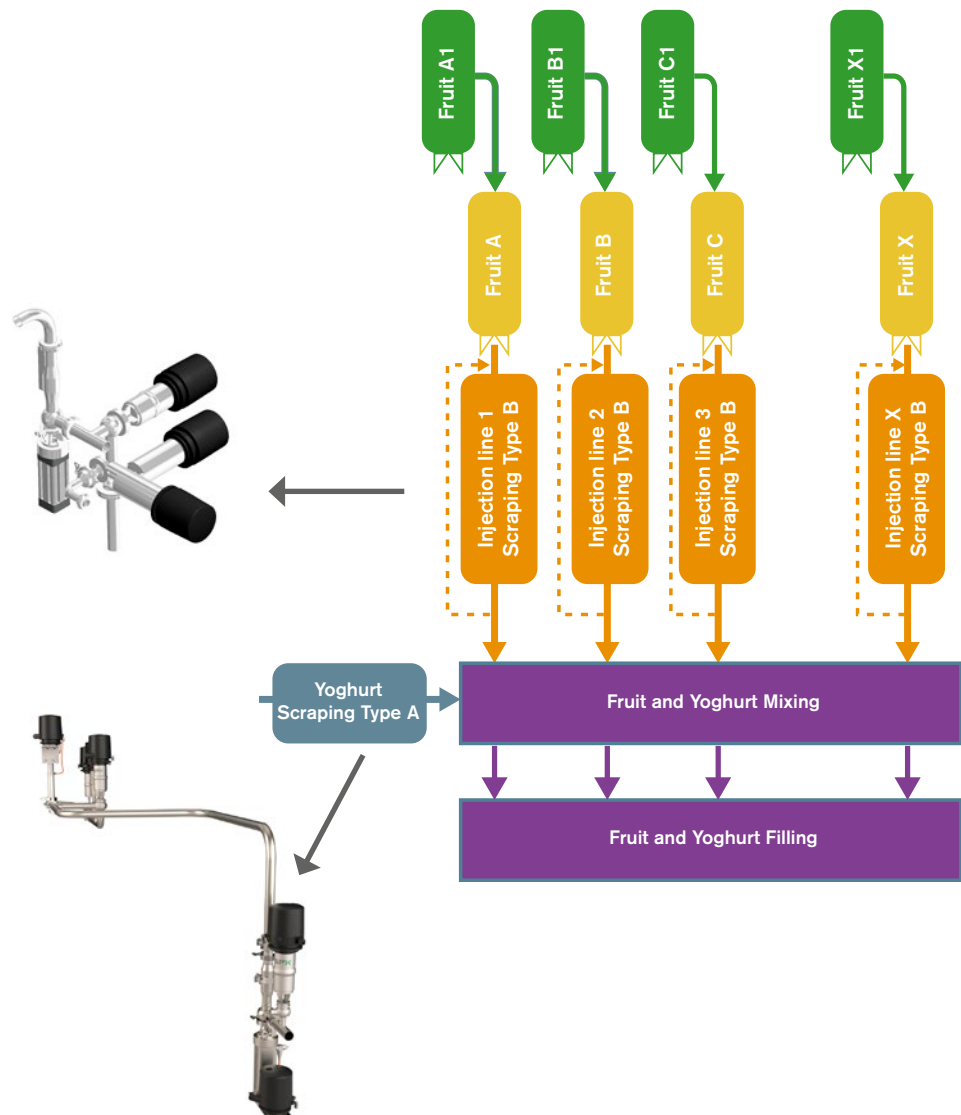 Fruit A1
Fruit B1
Fruit C1
Fruit X1
Fruit A
Fruit B
Fruit C
Fruit X
Injection line 1
Scraping Type B
Injection line 2
Scraping Type B
Injection line 3
Scraping Type B
Injection line X
Scraping Type B
Yoghurt
Scraping Type A
Fruit and Yoghurt Mixing
Fruit and Yoghurt Filling